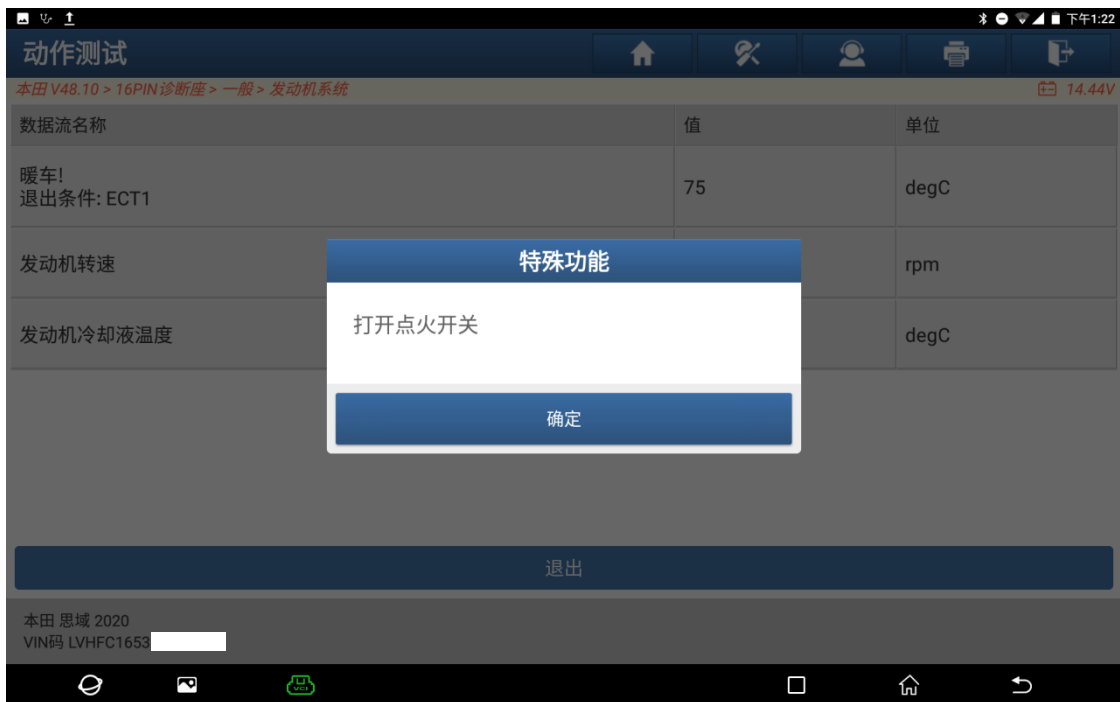 下午1:22
动作测试
本田 V48.10 > 16PIN诊断座 > 一般 > 发动机系统
14.44V
数据流名称 值 单位
暖车!
退出条件: ECT1
75 degC
特殊功能
发动机转速 rpm
打开点火开关
发动机冷却液温度 degC
确定
退出
本田 思域 2020
VIN码 LVHFC1653
VCI